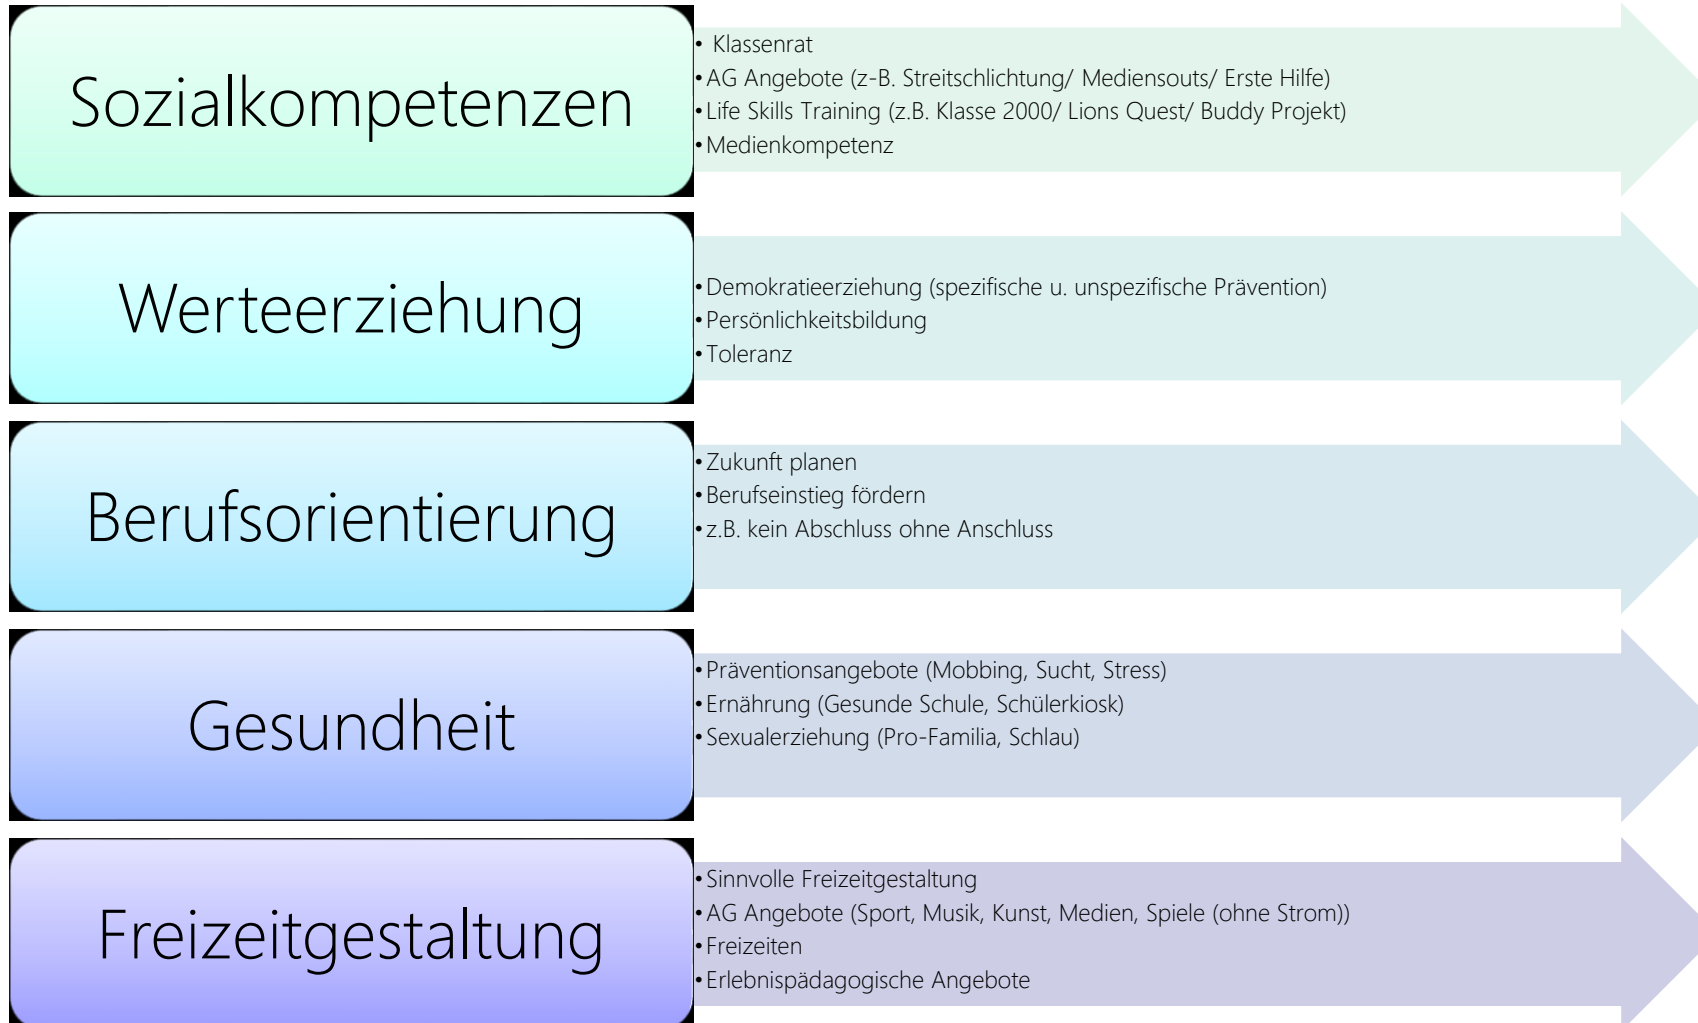 Sozialkompetenzen
• Klassenrat
• AG Angebote (z-B. Streitschlichtung/ Mediensouts/ Erste Hilfe)
• Life Skills Training (z.B. Klasse 2000/ Lions Quest/ Buddy Projekt)
• Medienkompetenz
Werteerziehung
• Demokratieerziehung (spezifische u. unspezifische Prävention)
• Persönlichkeitsbildung
• Toleranz
Berufsorientierung
• Zukunft planen
• Berufseinstieg fördern
• z.B. kein Abschluss ohne Anschluss
Gesundheit
• Präventionsangebote (Mobbing, Sucht, Stress)
• Ernährung (Gesunde Schule, Schülerkiosk)
• Sexualerziehung (Pro-Familia, Schlau)
Freizeitgestaltung
• Sinnvolle Freizeitgestaltung
• AG Angebote (Sport, Musik, Kunst, Medien, Spiele (ohne Strom))
• Freizeiten
• Erlebnispädagogische Angebote